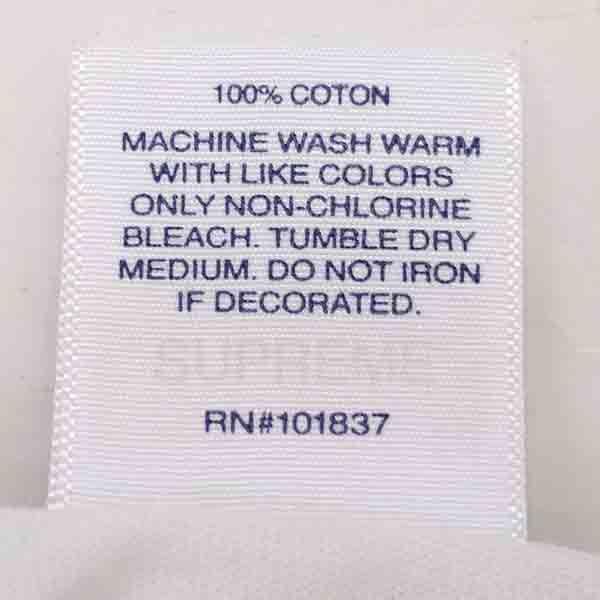 100% COTON
MACHINE WASH WARM
WITH LIKE COLORS
ONLY NON-CHLORINE
BLEACH. TUMBLE DRY
MEDIUM. DO NOT IRON
IF DECORATED.
SUPREME
RN#101837